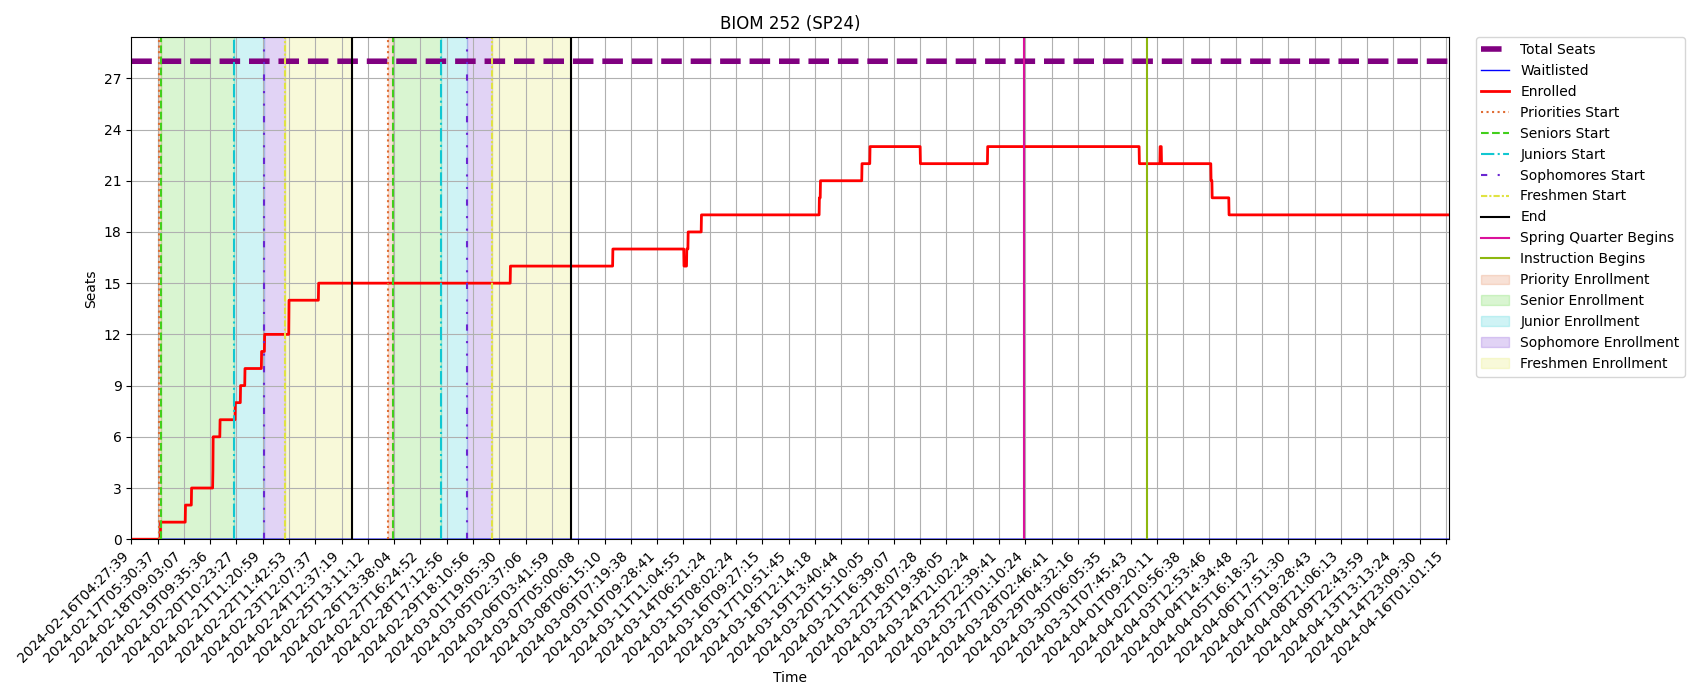 BIOM 252 (SP24)
Seats
27
24
21
18
15
12
9
6
3
0
2024-02-16T04:27:39
2024-02-17T05:30:37
2024-02-18T09:03:07
2024-02-19T09:35:36
2024-02-20T10:23:27
2024-02-21T11:20:59
2024-02-22T11:42:53
2024-02-23T12:07:37
2024-02-24T12:37:19
2024-02-25T13:11:12
2024-02-26T13:38:04
2024-02-27T16:24:52
2024-02-28T17:12:56
2024-02-29T18:10:56
2024-03-01T19:05:30
2024-03-05T02:37:06
2024-03-06T03:41:59
2024-03-07T05:00:08
2024-03-08T06:15:10
2024-03-09T07:19:38
2024-03-10T09:28:41
2024-03-11T11:04:55
2024-03-14T06:21:24
2024-03-15T08:02:24
2024-03-16T09:27:15
2024-03-17T10:51:45
2024-03-18T12:14:18
2024-03-19T13:40:44
2024-03-20T15:10:05
2024-03-21T16:39:07
2024-03-22T18:07:28
2024-03-23T19:38:05
2024-03-24T21:02:24
2024-03-25T22:39:41
2024-03-27T01:10:24
2024-03-28T02:46:41
2024-03-29T04:32:16
2024-03-30T06:05:35
2024-03-31T07:45:43
2024-04-01T09:20:11
2024-04-02T10:56:38
2024-04-03T12:53:46
2024-04-04T14:34:48
2024-04-05T16:18:32
2024-04-06T17:51:30
2024-04-07T19:28:43
2024-04-08T21:06:13
2024-04-09T22:43:59
2024-04-13T13:13:24
2024-04-14T23:09:30
2024-04-16T01:01:15
Time
Total Seats
Waitlisted
Enrolled
Priorities Start
Seniors Start
Juniors Start
Sophomores Start
Freshmen Start
End
Spring Quarter Begins
Instruction Begins
Priority Enrollment
Senior Enrollment
Junior Enrollment
Sophomore Enrollment
Freshmen Enrollment